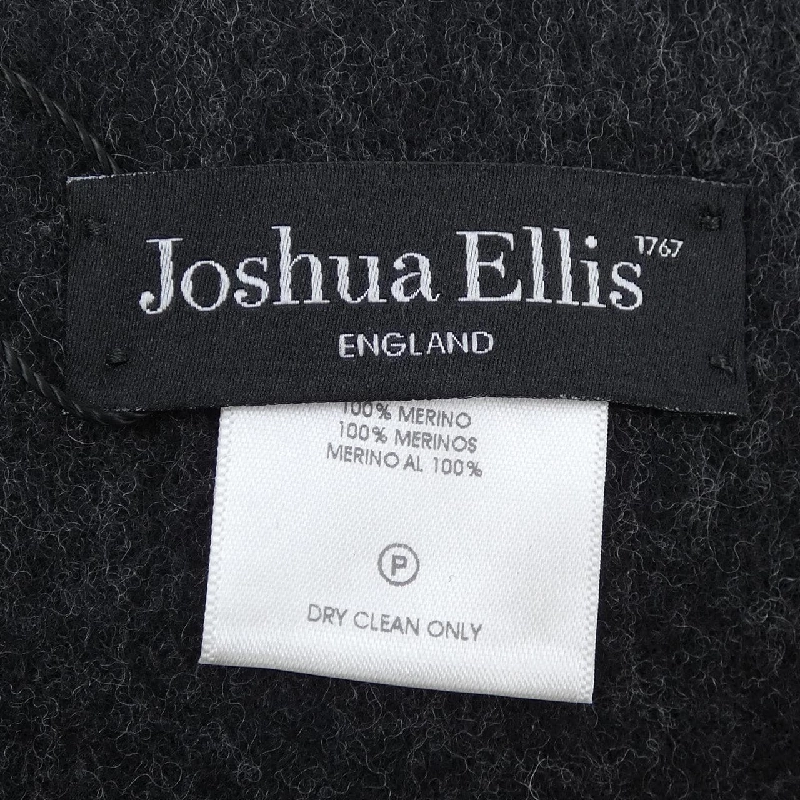 Joshua Ellis 1767
ENGLAND
100% MERINO
100% MERINOS
MERINO AL 100%
P
DRY CLEAN ONLY